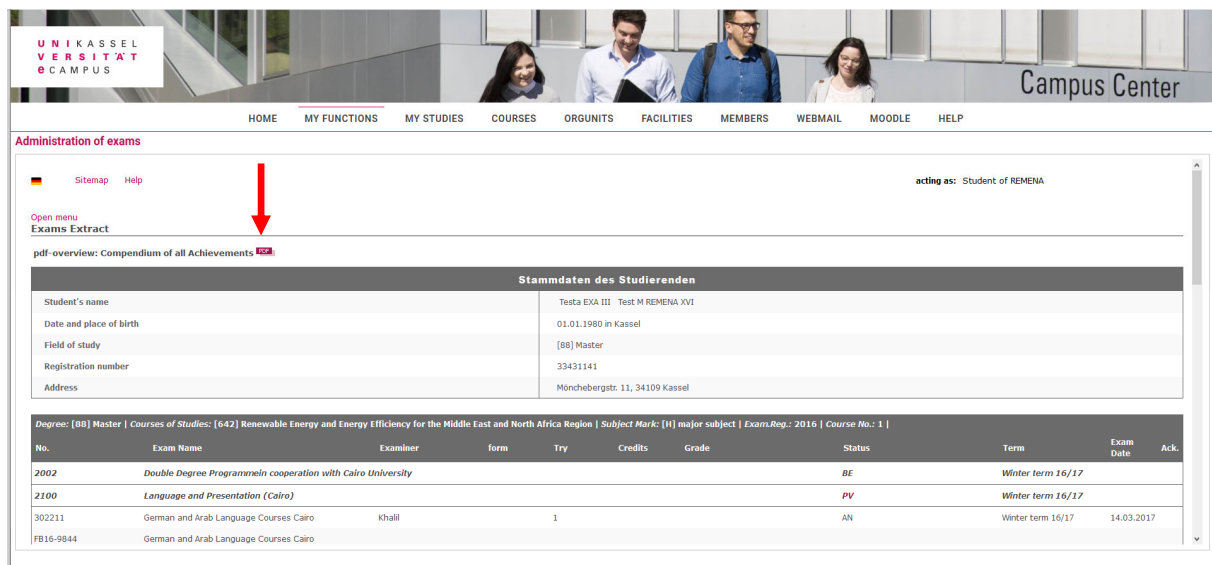 UNIKASSEL
VERSITÄT
eCAMPUS
Campus Center
HOME MY FUNCTIONS MY STUDIES COURSES ORGUNITS FACILITIES MEMBERS WEBMAIL MOODLE HELP
Administration of exams
Sitemap Help acting as: Student of REMENA
Open menu
Exams Extract
pdf-overview: Compendium of all Achievements PDF
Stammdaten des Studierenden
Student's name Testa EXA III Test M REMENA XVI
Date and place of birth 01.01.1980 in Kassel
Field of study [88] Master
Registration number 33431141
Address Mönchebergstr. 11, 34109 Kassel
Degree: [88] Master | Courses of Studies: [642] Renewable Energy and Energy Efficiency for the Middle East and North Africa Region | Subject Mark: [H] major subject | Exam.Reg.: 2016 | Course No.: 1 |
No. Exam Name Examiner form Try Credits Grade Status Term Exam Date Ack.
2002 Double Degree Programmein cooperation with Cairo University BE Winter term 16/17
2100 Language and Presentation (Cairo) PV Winter term 16/17
302211 German and Arab Language Courses Cairo Khalil 1 AN Winter term 16/17 14.03.2017
FB16-9844 German and Arab Language Courses Cairo